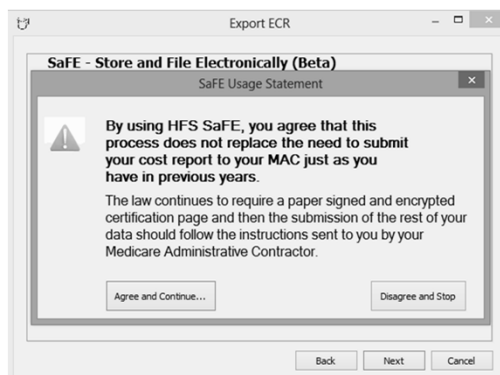 Export ECR
SaFE - Store and File Electronically (Beta)
SaFE Usage Statement
By using HFS SaFE, you agree that this
process does not replace the need to submit
your cost report to your MAC just as you
have in previous years.
The law continues to require a paper signed and encrypted
certification page and then the submission of the rest of your
data should follow the instructions sent to you by your
Medicare Administrative Contractor.
Agree and Continue... Disagree and Stop
Back Next Cancel